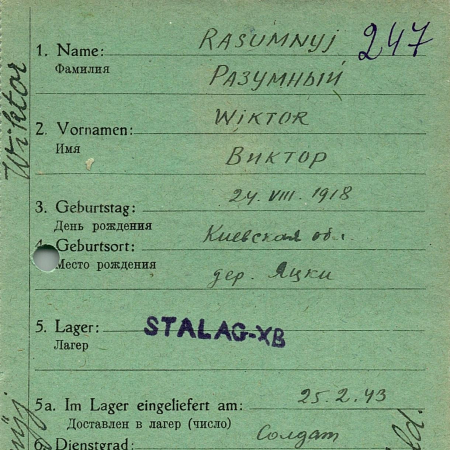 247
1. Name: RASUMNYJ
Фамилия РАЗУМНЫЙ
2. Vornamen: WIKTOR
Имя ВИКТОР
3. Geburtstag: 24. VIII. 1918
День рождения
4. Geburtsort: Киевская обл.
Место рождения дер. Яцки
5. Lager: STALAG-XB
Лагер
5a. Im Lager eingeliefert am: 25.2.43
Доставлен в лагер (число)
6. Dienstgrad: Солдат
Wiktor